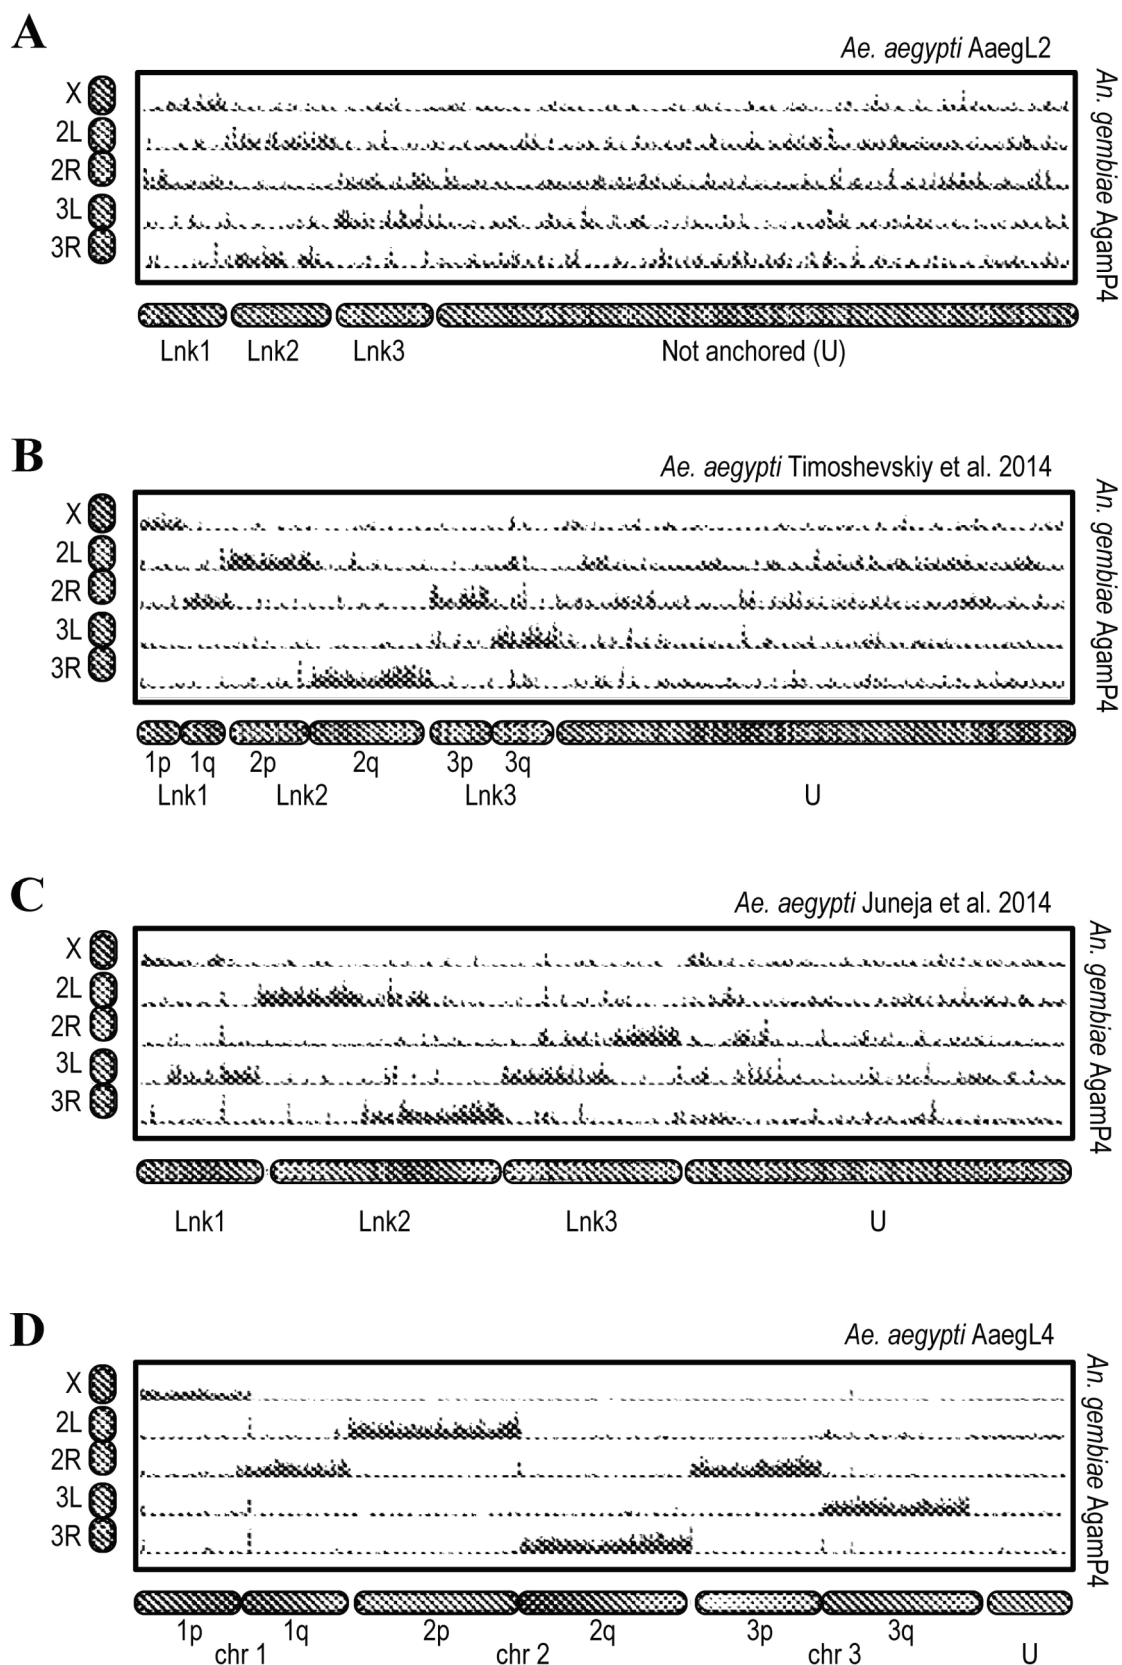 A
Ae. aegypti AaegL2
X
2L
2R
3L
3R
An. gembiae AgamP4
Lnk1 Lnk2 Lnk3 Not anchored (U)
B
Ae. aegypti Timoshevskiy et al. 2014
X
2L
2R
3L
3R
An. gembiae AgamP4
1p 1q 2p 2q 3p 3q
Lnk1 Lnk2 Lnk3 U
C
Ae. aegypti Juneja et al. 2014
X
2L
2R
3L
3R
An. gembiae AgamP4
Lnk1 Lnk2 Lnk3 U
D
Ae. aegypti AaegL4
X
2L
2R
3L
3R
An. gembiae AgamP4
1p 1q 2p 2q 3p 3q
chr 1 chr 2 chr 3 U